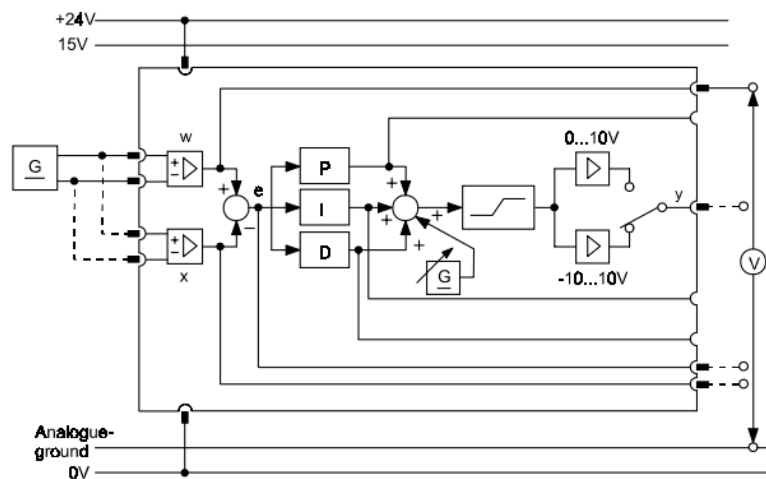 +24V
15V
w
0...10V
G
+
−
P
+
e
+
y
I
+
+
−
+
−
D
+
V
x
G
-10...10V
Analogue-
ground
0V